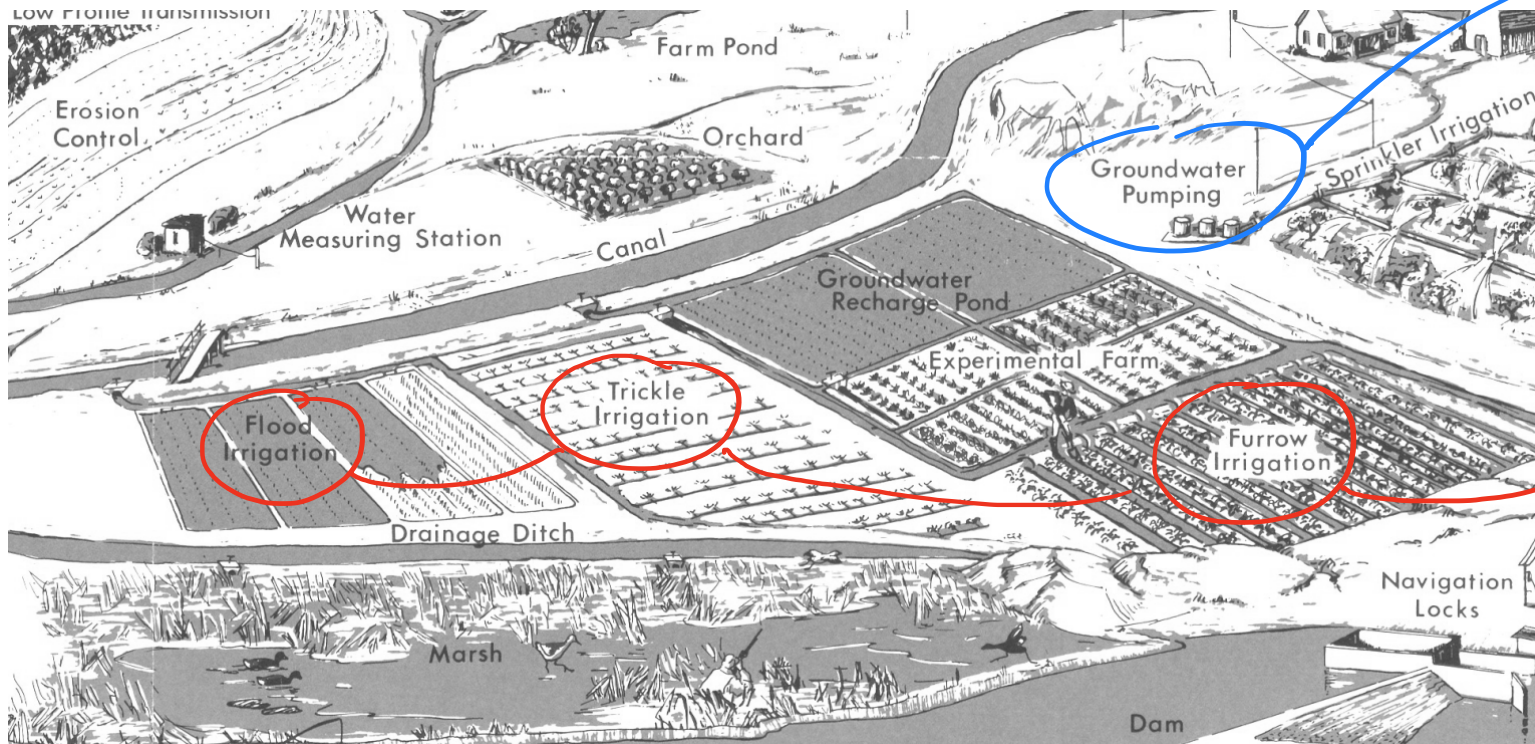 Low Profile Transmission
Farm Pond
Erosion
Control
Orchard
Groundwater
Pumping
Sprinkler Irrigation
Water
Measuring Station
Canal
Groundwater
Recharge Pond
Experimental Farm
Trickle
Irrigation
Flood
Irrigation
Furrow
Irrigation
Drainage Ditch
Navigation
Locks
Marsh
Dam